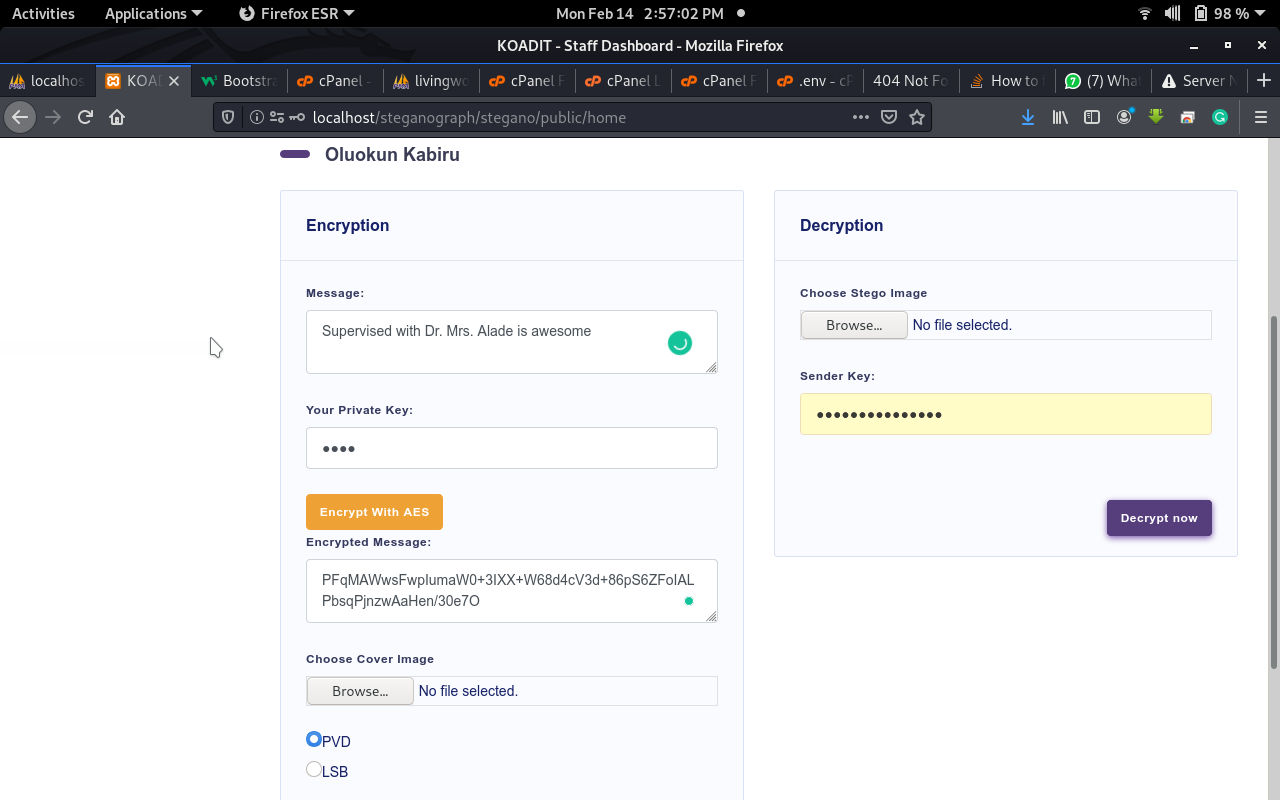 Activities Applications Firefox ESR Mon Feb 14 2:57:02 PM 98 %
KOADIT - Staff Dashboard - Mozilla Firefox
localhos KOAD Bootstra cPanel - livingwo cPanel F cPanel L cPanel F .env - cP 404 Not Fo How to (7) What Server N
localhost/steganograph/stegano/public/home
Oluokun Kabiru
Encryption
Message:
Supervised with Dr. Mrs. Alade is awesome
Your Private Key:
●●●●
Encrypt With AES
Encrypted Message:
PFqMAWwsFwpIumaW0+3IXX+W68d4cV3d+86pS6ZFoIAL
PbsqPjnzwAaHen/30e7O
Choose Cover Image
Browse... No file selected.
PVD
LSB
Decryption
Choose Stego Image
Browse... No file selected.
Sender Key:
●●●●●●●●●●●●●●●
Decrypt now